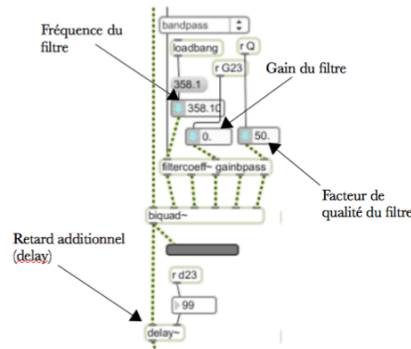 bandpass
Fréquence du
filtre
loadbang
r Q
r G23
358.1
Gain du filtre
358.10
0.
50.
filtercoeff~ gainbpass
Facteur de
qualité du filtre
biquad~
Retard additionnel
(delay)
r d23
99
delay~